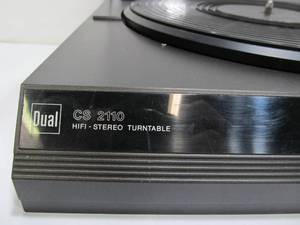 Dual
CS 2110
HIFI - STEREO TURNTABLE